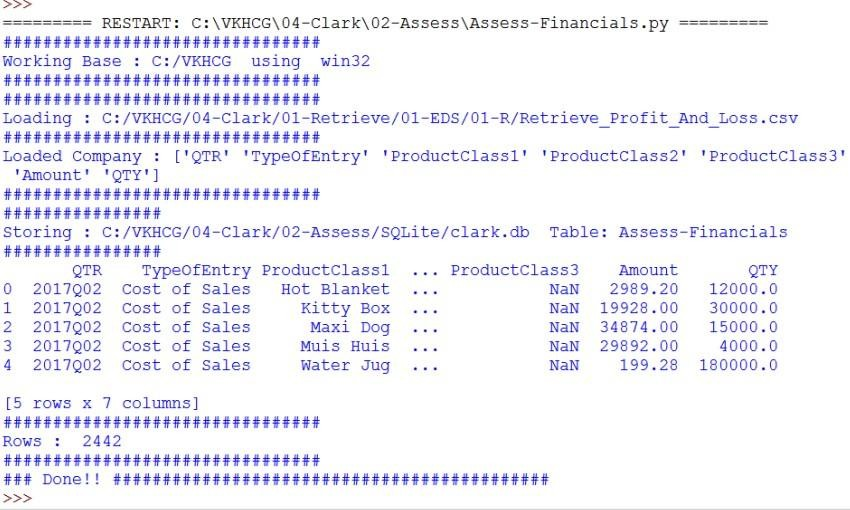 >>>
========= RESTART: C:\VKHCG\04-Clark\02-Assess\Assess-Financials.py =========
################################
Working Base : C:/VKHCG  using  win32
################################
################################
Loading : C:/VKHCG/04-Clark/01-Retrieve/01-EDS/01-R/Retrieve_Profit_And_Loss.csv
################################
Loaded Company : ['QTR' 'TypeOfEntry' 'ProductClass1' 'ProductClass2' 'ProductClass3'
 'Amount' 'QTY']
################################
################
Storing : C:/VKHCG/04-Clark/02-Assess/SQLite/clark.db  Table: Assess-Financials
################
       QTR    TypeOfEntry ProductClass1  ... ProductClass3    Amount       QTY
0  2017Q02  Cost of Sales   Hot Blanket  ...           NaN   2989.20   12000.0
1  2017Q02  Cost of Sales     Kitty Box  ...           NaN  19928.00   30000.0
2  2017Q02  Cost of Sales      Maxi Dog  ...           NaN  34874.00   15000.0
3  2017Q02  Cost of Sales     Muis Huis  ...           NaN  29892.00    4000.0
4  2017Q02  Cost of Sales     Water Jug  ...           NaN    199.28  180000.0
[5 rows x 7 columns]
################################
Rows :  2442
################################
### Done!! ############################################
>>>